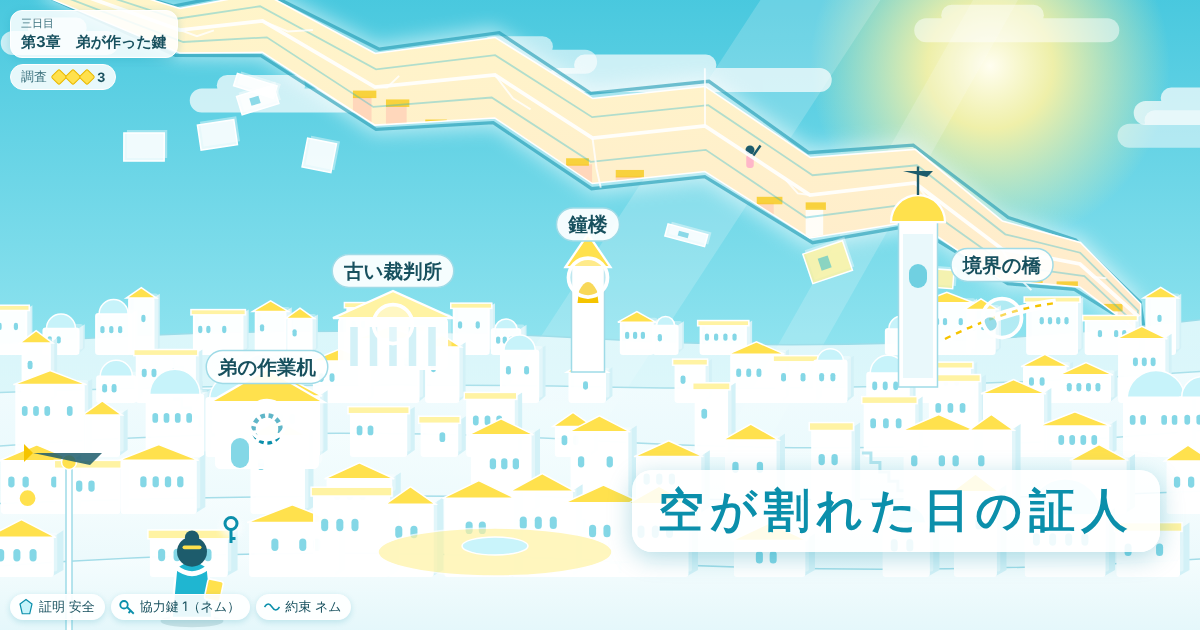 三日目
第3章　弟が作った鍵
調査 3
鐘楼
古い裁判所
境界の橋
弟の作業机
空が割れた日の証人
証明 安全
協力鍵 1（ネム）
約束 ネム